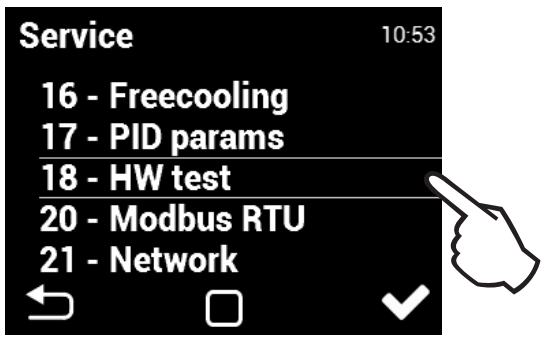 Service 10:53
16 - Freecooling
17 - PID params
18 - HW test
20 - Modbus RTU
21 - Network